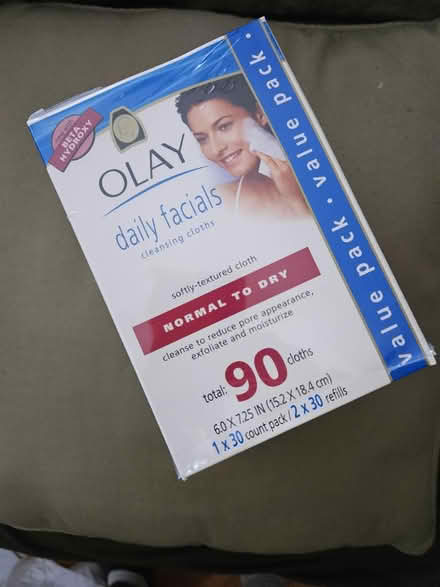 BETA
HYDROXY
OLAY
daily facials
cleansing cloths
softly-textured cloth
NORMAL TO DRY
cleanse to reduce pore appearance,
exfoliate and moisturize
total: 90 cloths
6.0 X 7.25 IN (15.2 X 18.4 cm)
1 x 30 count pack / 2 x 30 refills
value pack • value pack • value pack •